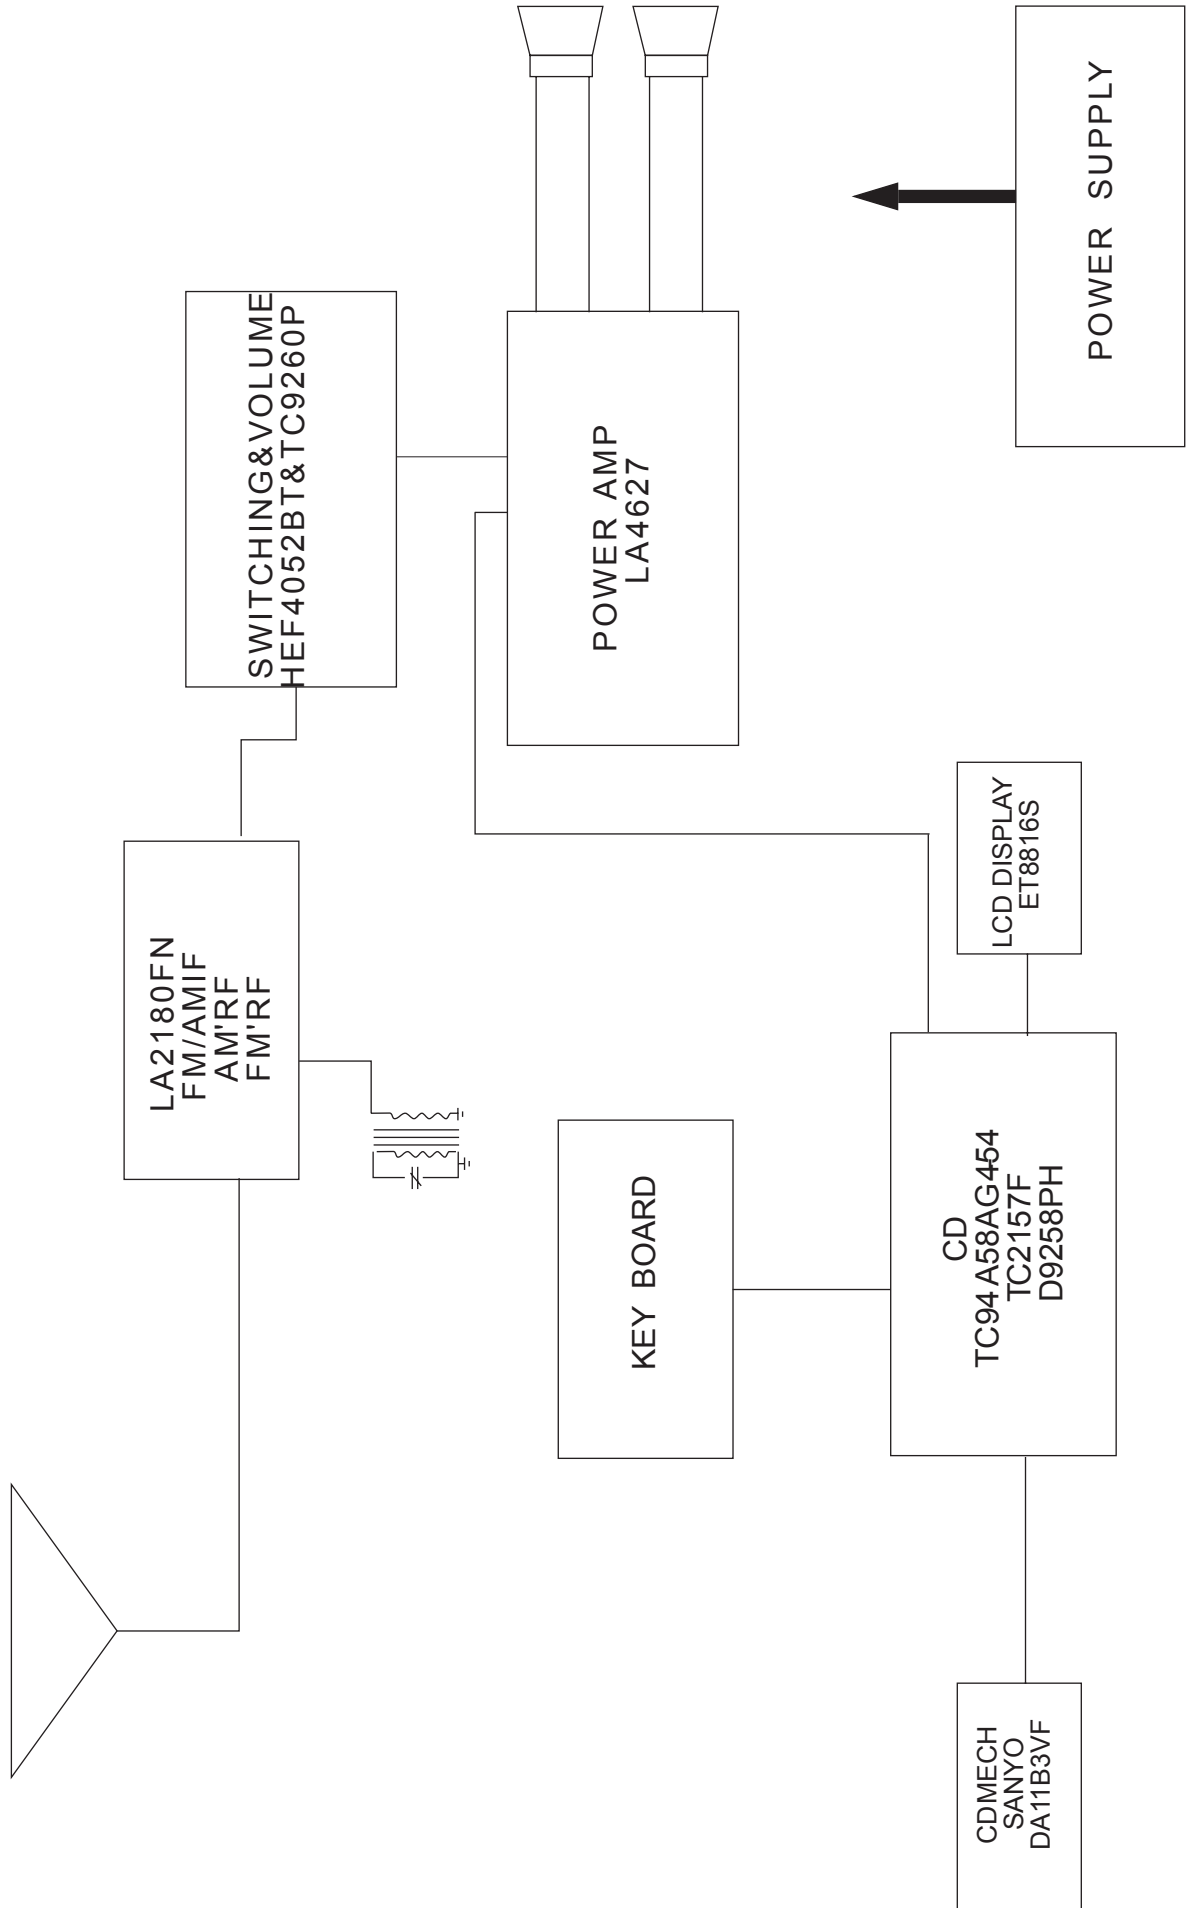 LA2180FN
FM/AMIF
AM'RF
FM'RF
SWITCHING&VOLUME
HEF4052BT&TC9260P
POWER AMP
LA4627
KEY BOARD
CDMECH
SANYO
DA11B3VF
CD
TC94A58AG454
TC2157F
D9258PH
LCD DISPLAY
ET8816S
POWER SUPPLY